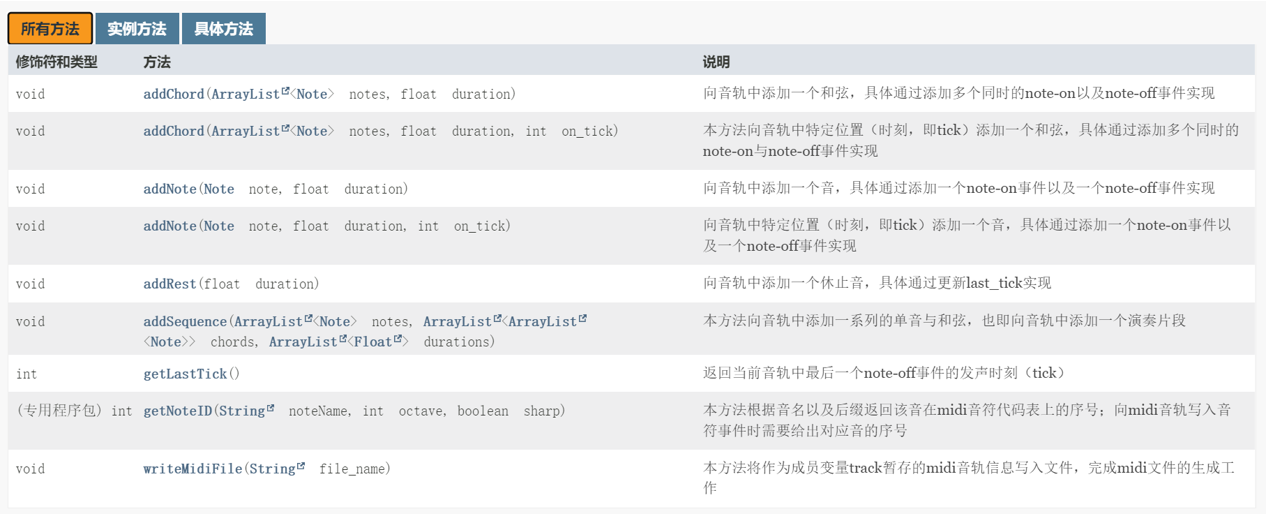 所有方法 实例方法 具体方法
修饰符和类型 方法 说明
void addChord(ArrayList<Note> notes, float duration) 向音轨中添加一个和弦，具体通过添加多个同时的note-on以及note-off事件实现
void addChord(ArrayList<Note> notes, float duration, int on_tick) 本方法向音轨中特定位置（时刻，即tick）添加一个和弦，具体通过添加多个同时的
note-on与note-off事件实现
void addNote(Note note, float duration) 向音轨中添加一个音，具体通过添加一个note-on事件以及一个note-off事件实现
void addNote(Note note, float duration, int on_tick) 向音轨中特定位置（时刻，即tick）添加一个音，具体通过添加一个note-on事件以
及一个note-off事件实现
void addRest(float duration) 向音轨中添加一个休止音，具体通过更新last_tick实现
void addSequence(ArrayList<Note> notes, ArrayList<ArrayList 本方法向音轨中添加一系列的单音与和弦，也即向音轨中添加一个演奏片段
<Note>> chords, ArrayList<Float> durations)
int getLastTick() 返回当前音轨中最后一个note-off事件的发声时刻（tick）
(专用程序包) int getNoteID(String noteName, int octave, boolean sharp) 本方法根据音名以及后缀返回该音在midi音符代码表上的序号；向midi音轨写入音
符事件时需要给出对应音的序号
void writeMidiFile(String file_name) 本方法将作为成员变量track暂存的midi音轨信息写入文件，完成midi文件的生成工
作